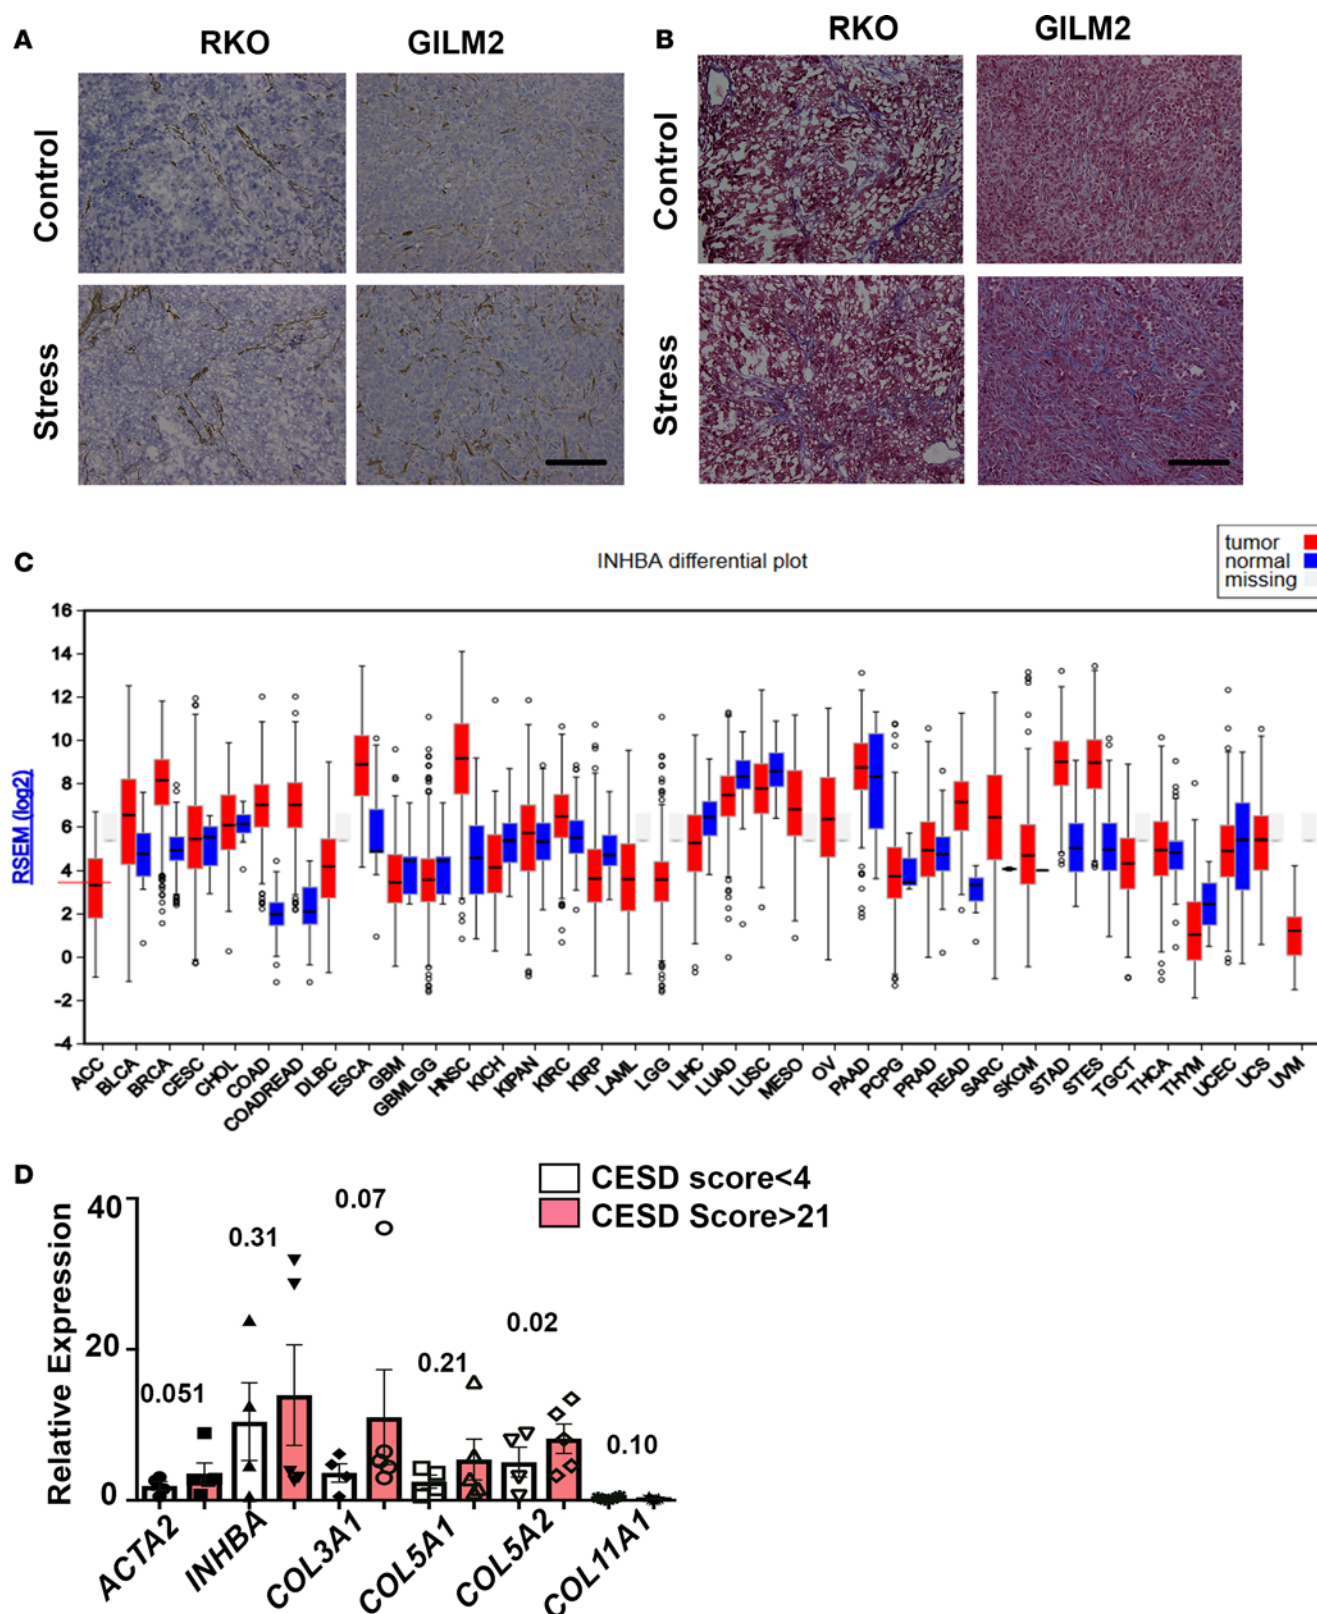 A
RKO
GILM2
Control
Stress
B
RKO
GILM2
Control
Stress
C
INHBA differential plot
tumor
normal
missing
RSEM (log2)
16
14
12
10
8
6
4
2
0
-2
-4
ACC
BLCA
BRCA
CESC
CHOL
COAD
COADREAD
DLBC
ESCA
GBM
GBMLGG
HNSC
KICH
KIPAN
KIRC
KIRP
LAML
LGG
LIHC
LUAD
LUSC
MESO
OV
PAAD
PCPG
PRAD
READ
SARC
SKCM
STAD
STES
TGCT
THCA
THYM
UCEC
UCS
UVM
D
CESD score<4
CESD Score>21
Relative Expression
40
20
0
0.051
0.31
0.07
0.21
0.02
0.10
ACTA2
INHBA
COL3A1
COL5A1
COL5A2
COL11A1